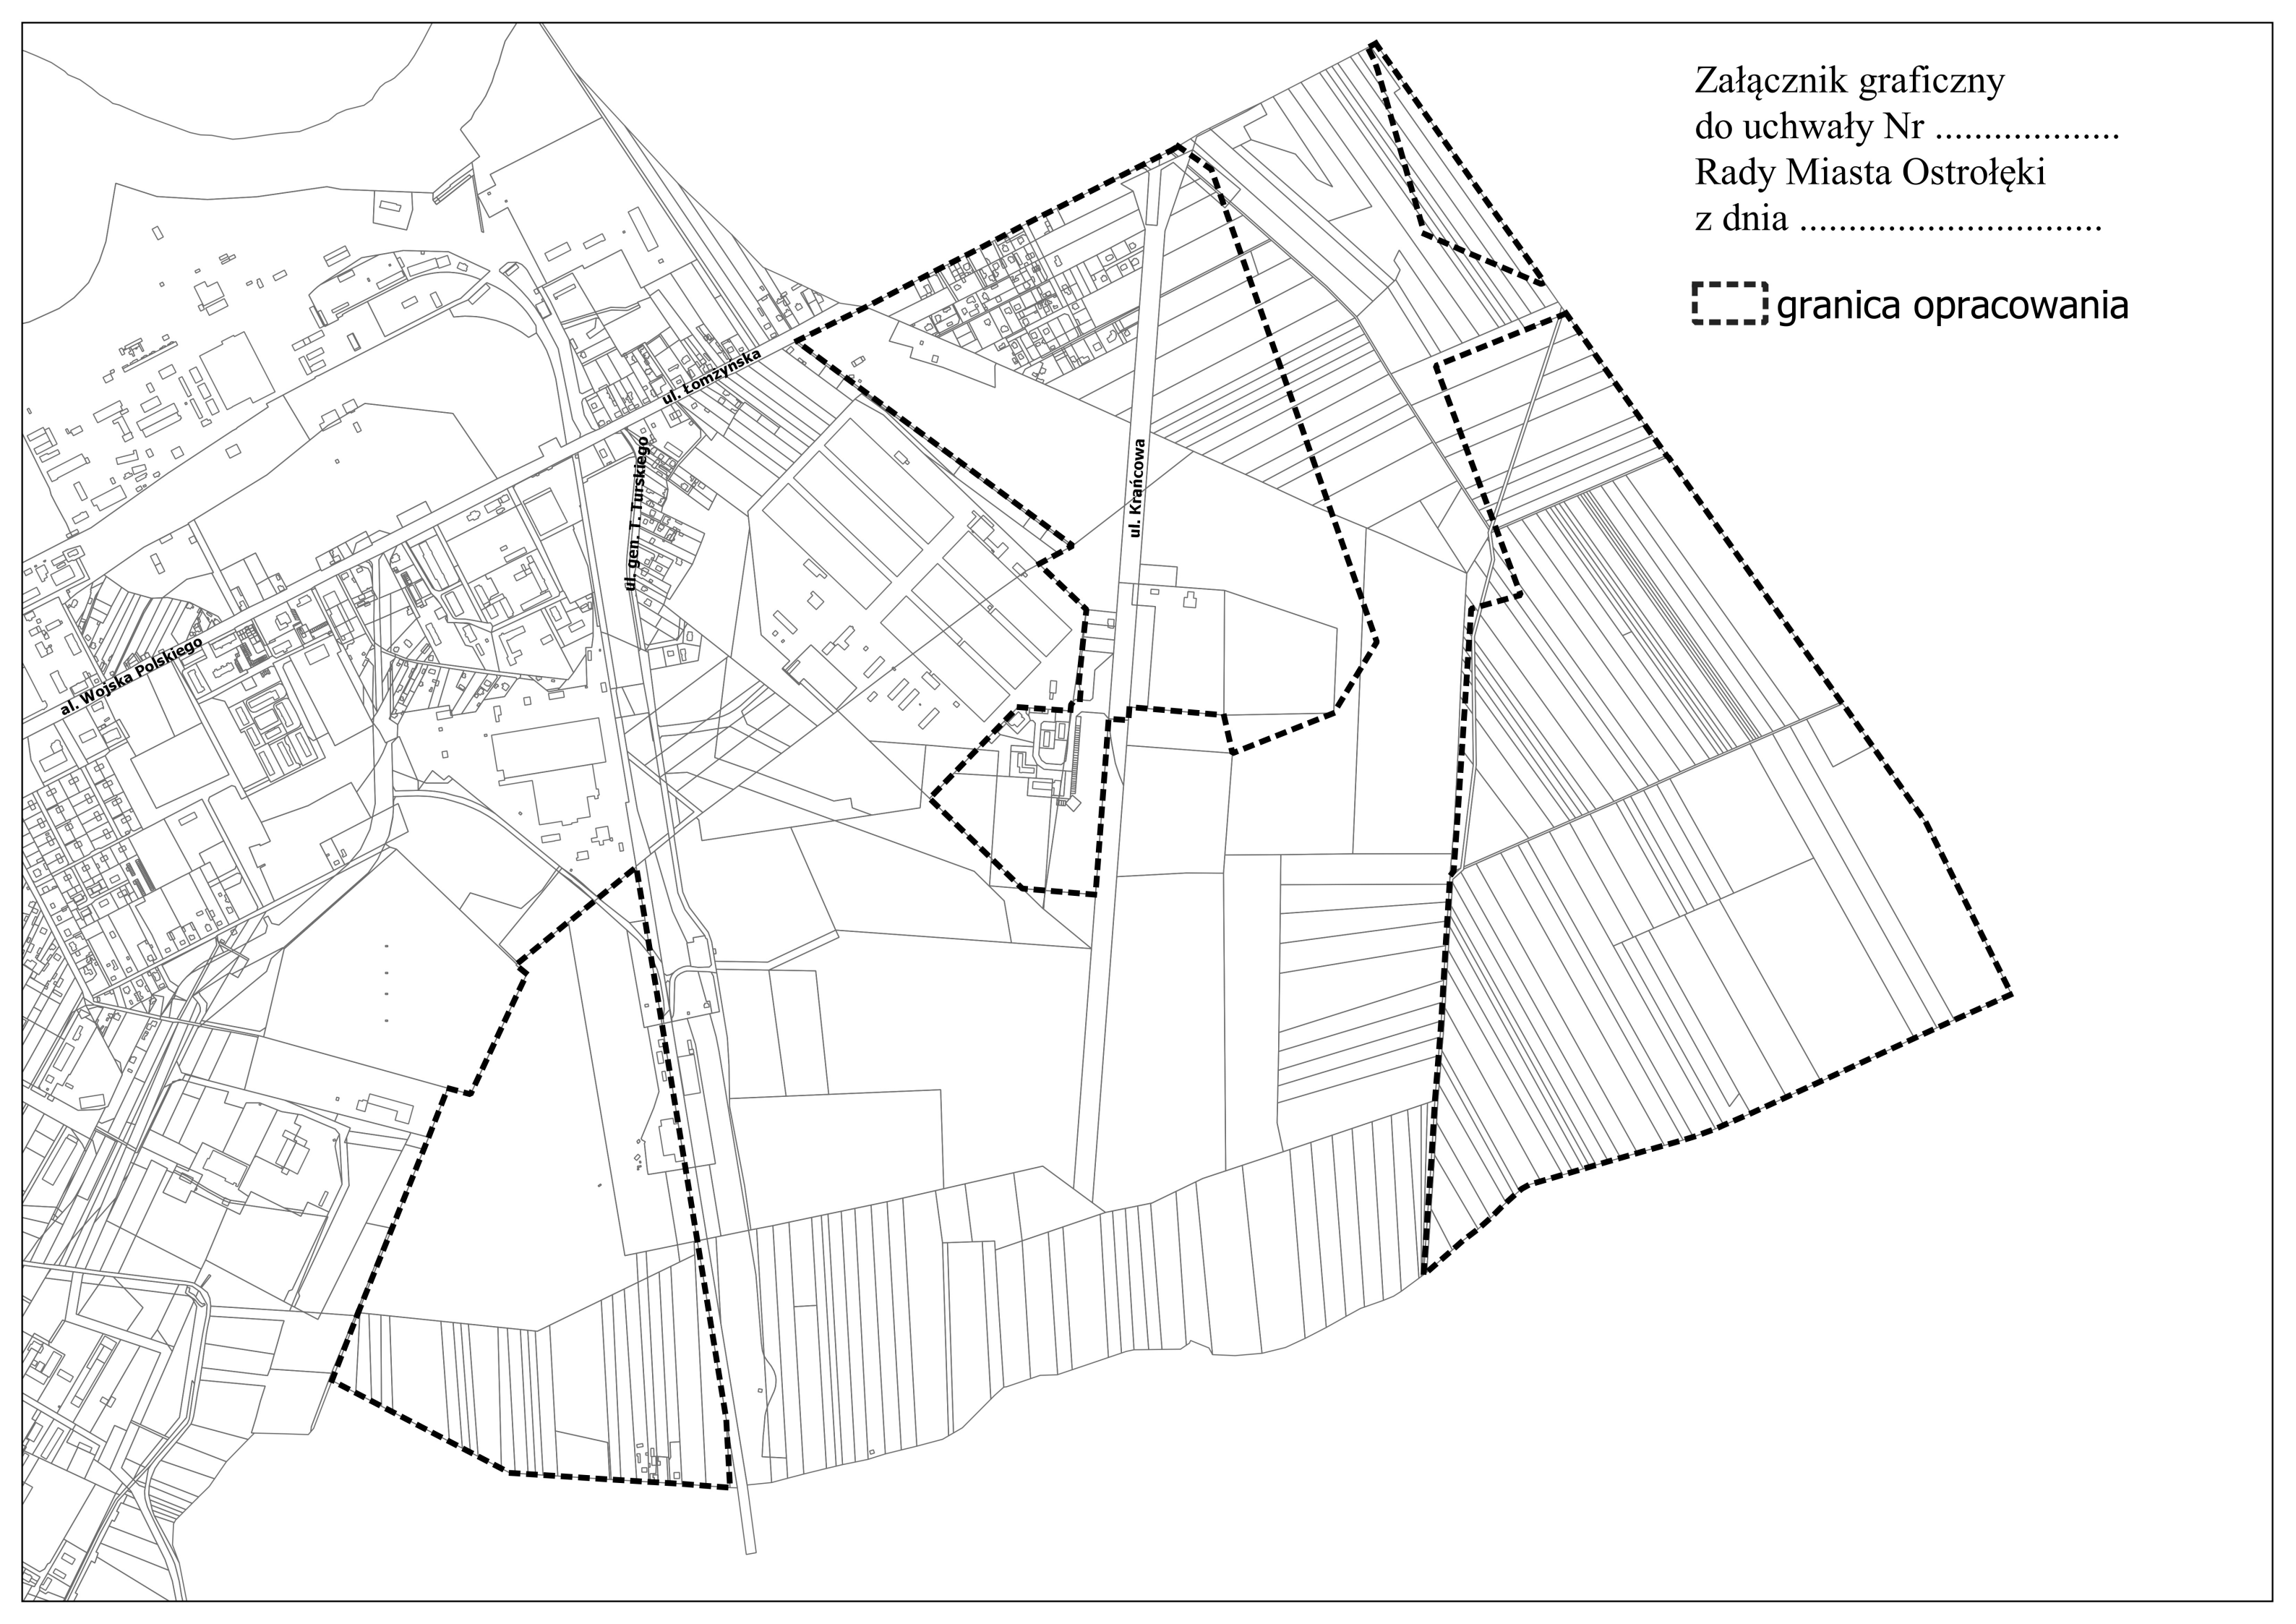 Załącznik graficzny
do uchwały Nr ...................
Rady Miasta Ostrołęki
z dnia ...............................
granica opracowania
ul. Łomżyńska
ul. gen. T. Turskiego
ul. Krańcowa
al. Wojska Polskiego